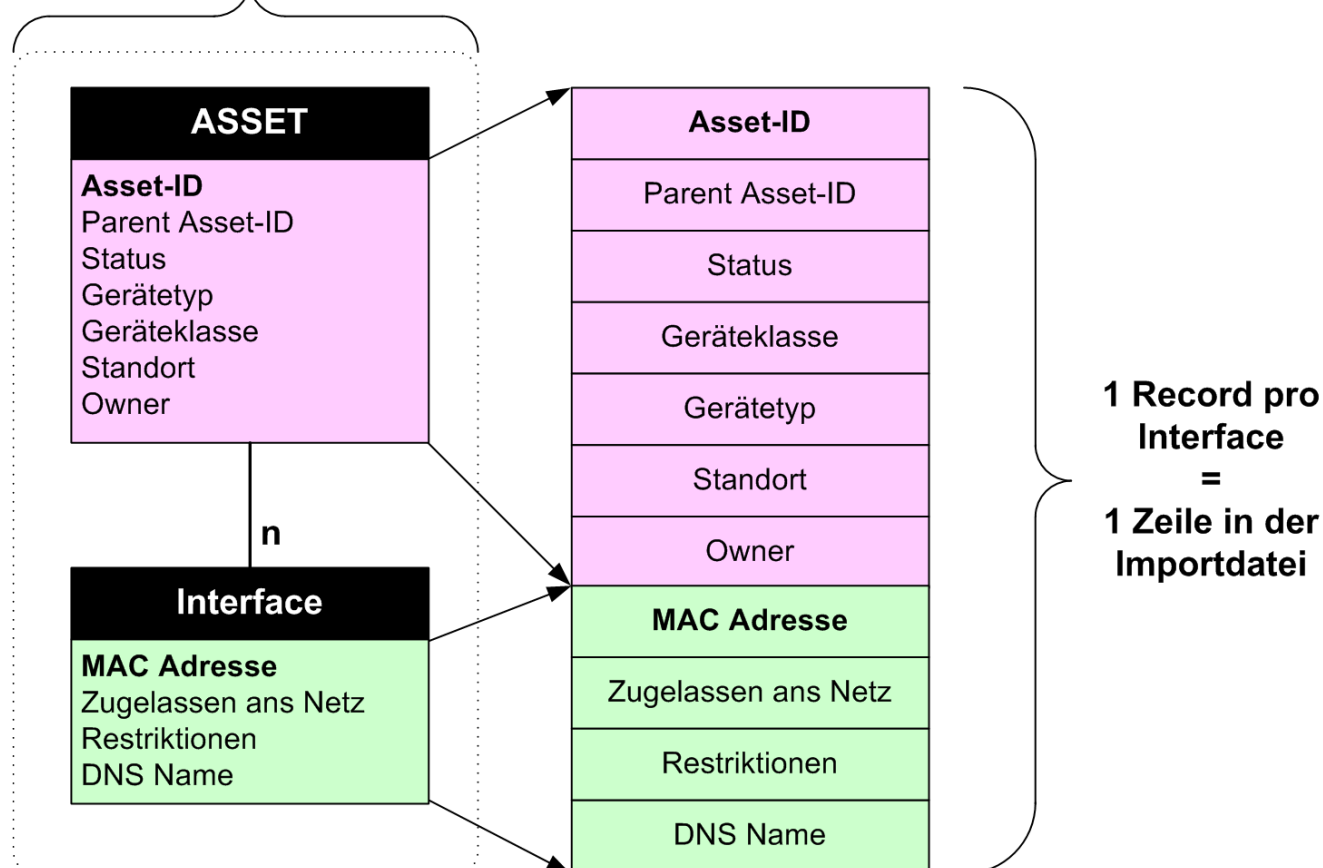 ASSET
Asset-ID
Parent Asset-ID
Status
Gerätetyp
Geräteklasse
Standort
Owner
n
Interface
MAC Adresse
Zugelassen ans Netz
Restriktionen
DNS Name
Asset-ID
Parent Asset-ID
Status
Geräteklasse
Gerätetyp
Standort
Owner
MAC Adresse
Zugelassen ans Netz
Restriktionen
DNS Name
1 Record pro
Interface
=
1 Zeile in der
Importdatei